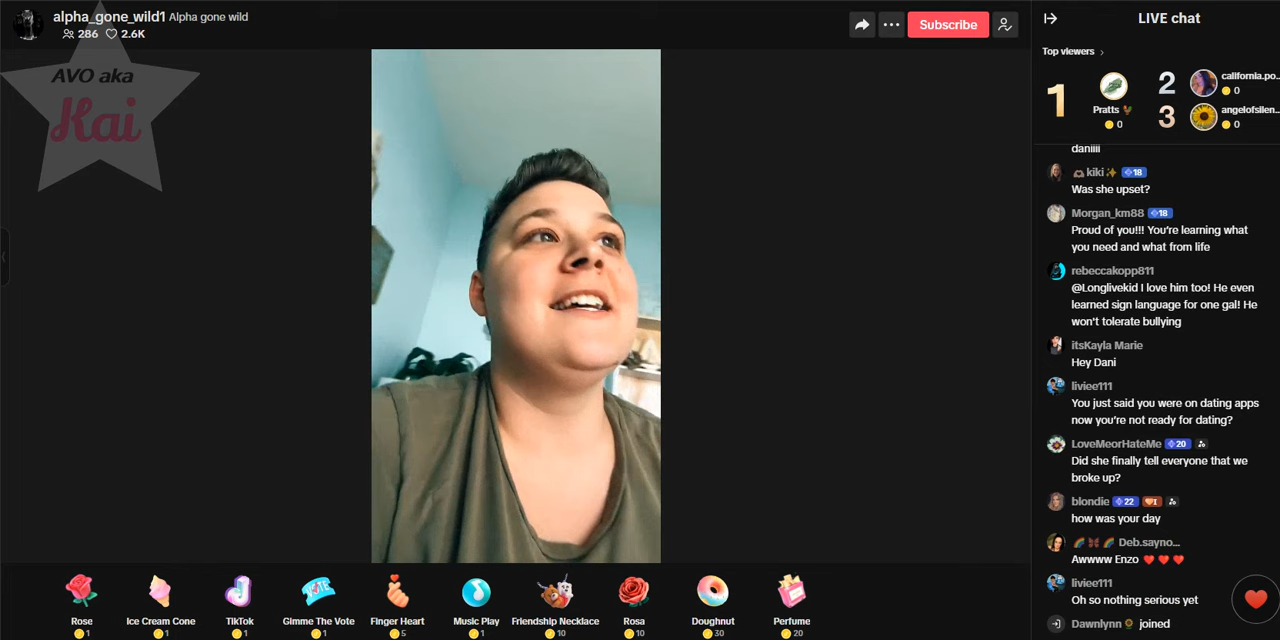 alpha_gone_wild1 Alpha gone wild
286 2.6K
Subscribe
AVO aka
Kai
LIVE chat
Top viewers
1
Pratts
0
2
california.po...
0
3
angelofsilen...
0
daniiii
kiki 18
Was she upset?
Morgan_km88 18
Proud of you!!! You're learning what
you need and what from life
rebeccakopp811
@Longlivekid I love him too! He even
learned sign language for one gal! He
won't tolerate bullying
itsKayla Marie
Hey Dani
liviee111
You just said you were on dating apps
now you're not ready for dating?
LoveMeorHateMe 20
Did she finally tell everyone that we
broke up?
blondie 22 I
how was your day
Deb.sayno...
Awwww Enzo
liviee111
Oh so nothing serious yet
Dawnlynn joined
Rose
1
Ice Cream Cone
1
TikTok
1
VOTE
Gimme The Vote
1
Finger Heart
5
Music Play
1
Friendship Necklace
10
Rosa
10
Doughnut
30
Perfume
20